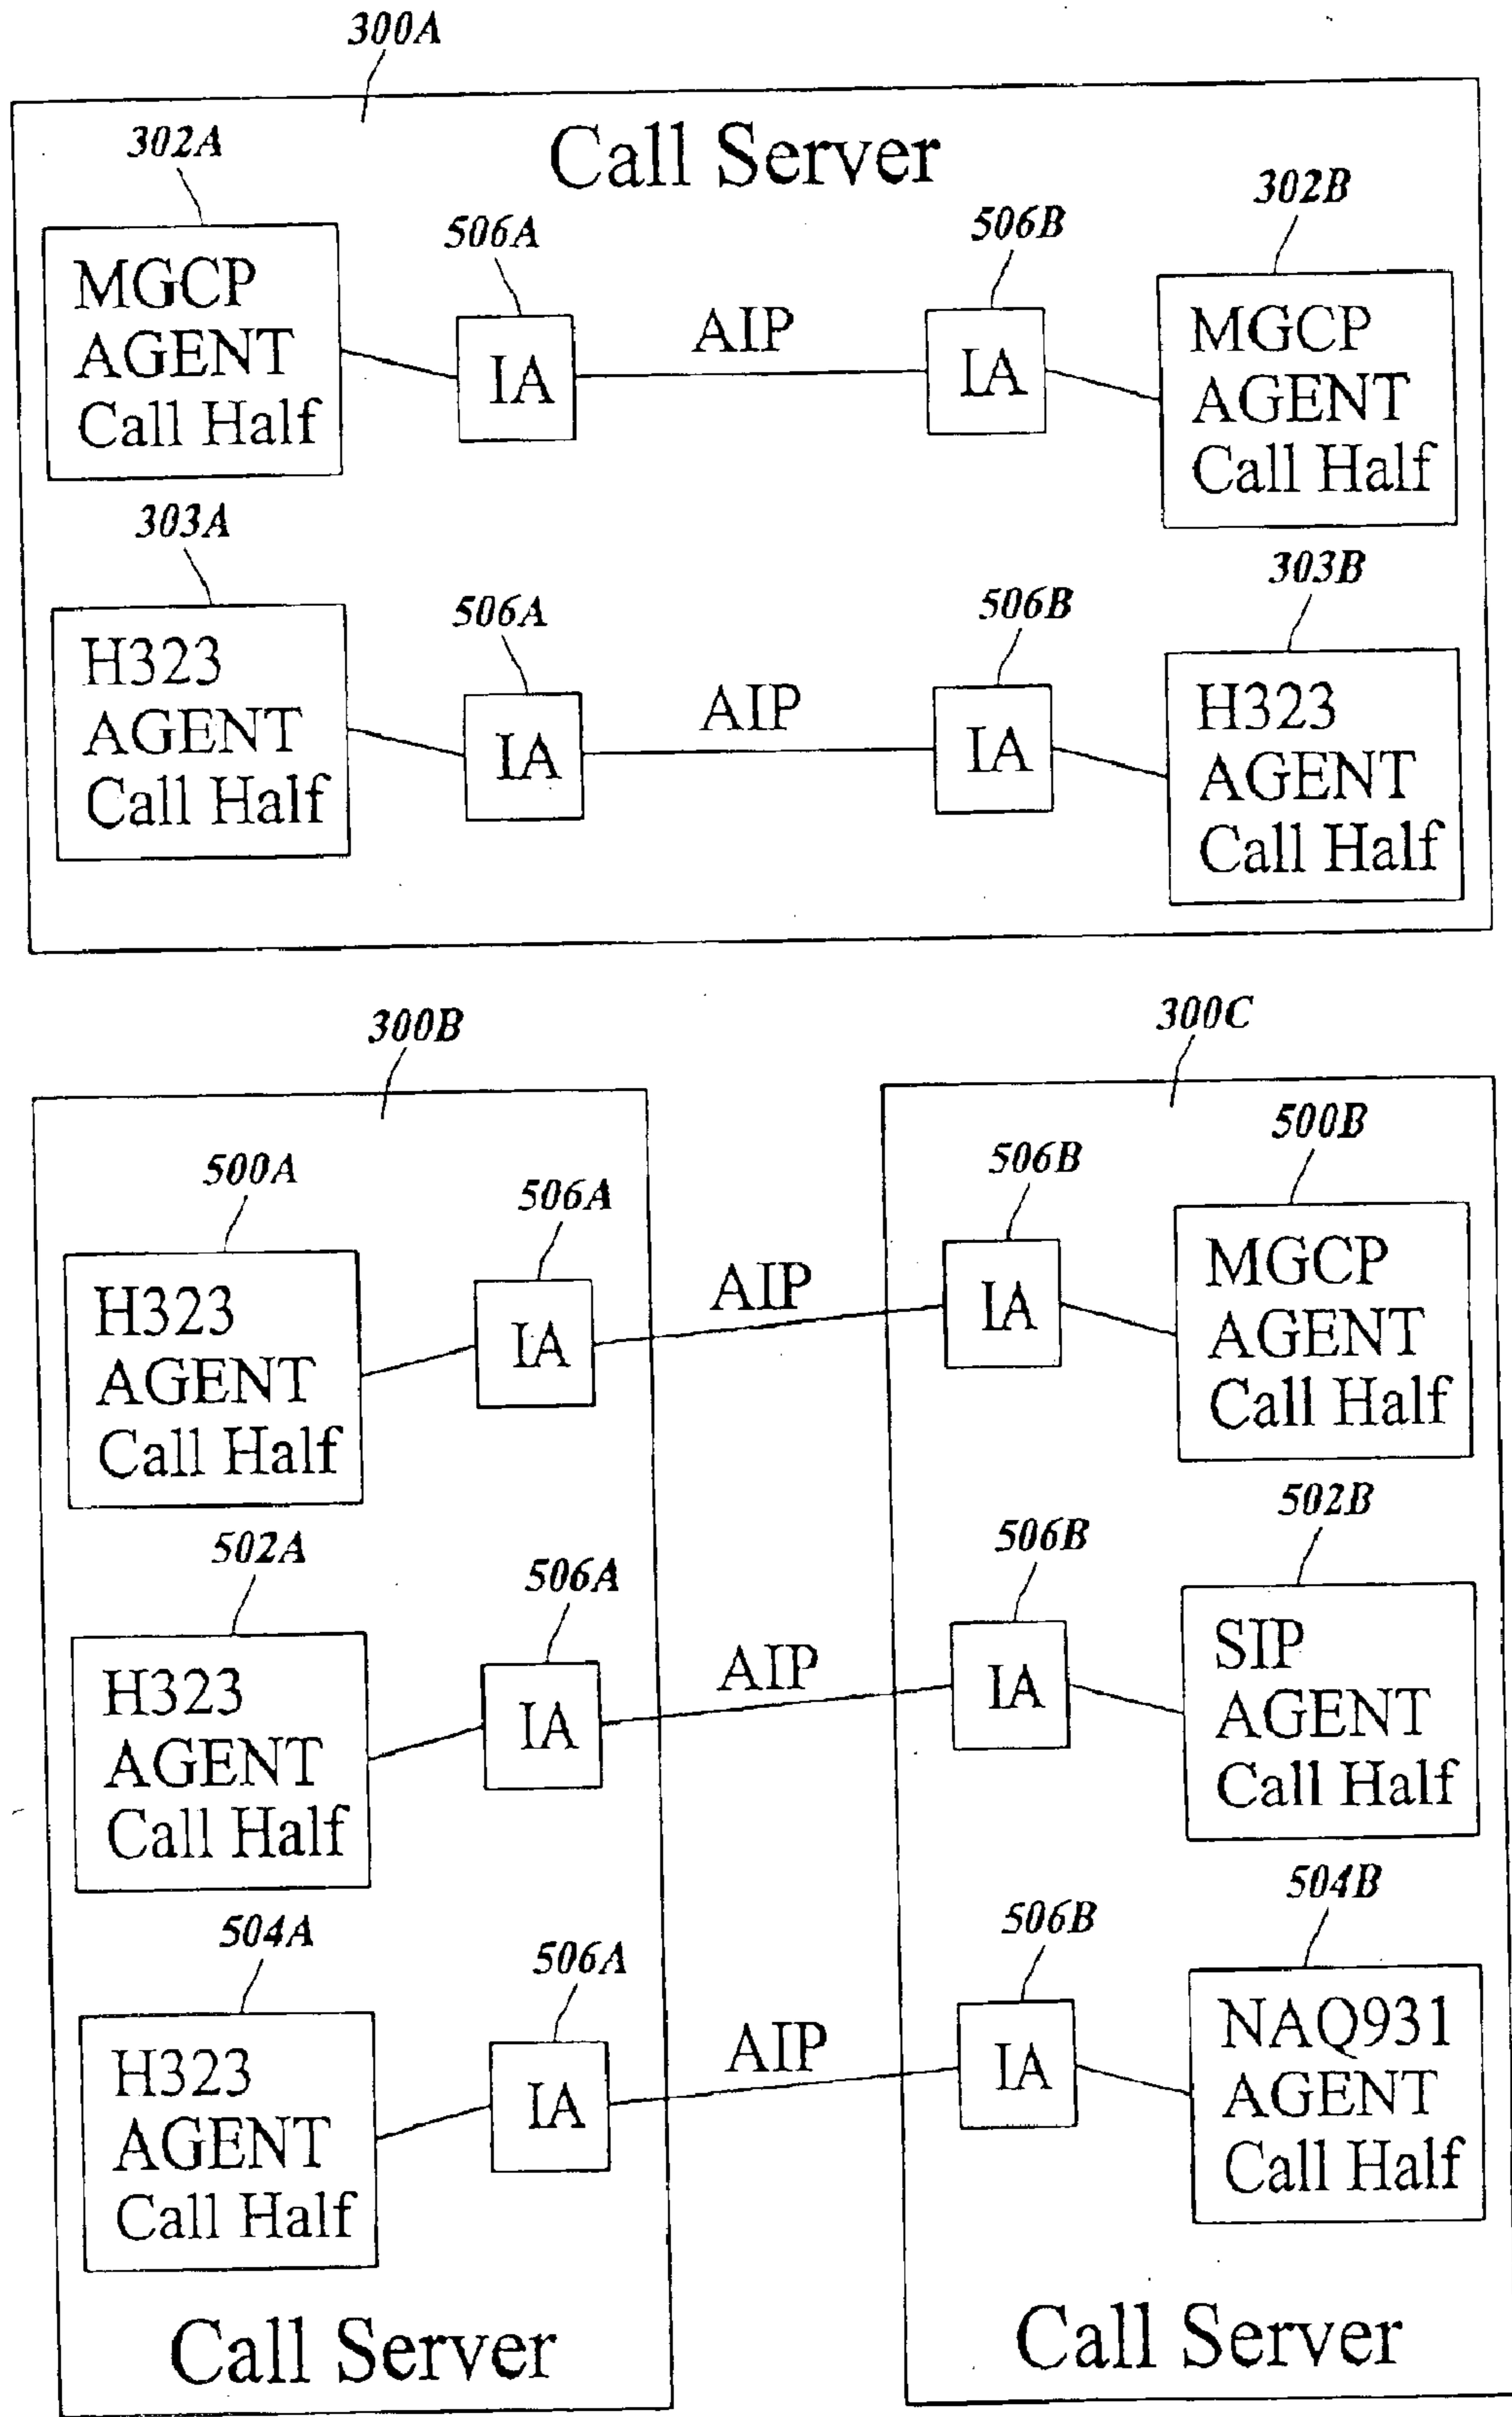 300A
Call Server
302A
506A
506B
302B
MGCP
AGENT
Call Half
IA
AIP
IA
MGCP
AGENT
Call Half
303A
506A
506B
303B
H323
AGENT
Call Half
IA
AIP
IA
H323
AGENT
Call Half
300B
300C
500A
506A
506B
500B
H323
AGENT
Call Half
IA
AIP
IA
MGCP
AGENT
Call Half
502A
506A
506B
502B
H323
AGENT
Call Half
IA
AIP
IA
SIP
AGENT
Call Half
504A
506A
506B
504B
H323
AGENT
Call Half
IA
AIP
IA
NAQ931
AGENT
Call Half
Call Server
Call Server